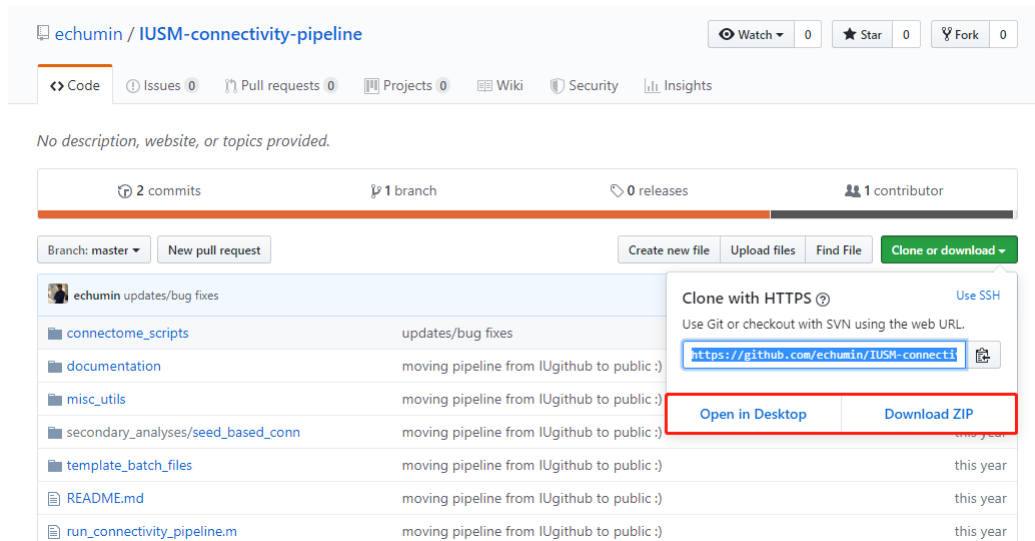 echumin / IUSM-connectivity-pipeline
Watch 0 Star 0 Fork 0
Code Issues 0 Pull requests 0 Projects 0 Wiki Security Insights
No description, website, or topics provided.
2 commits 1 branch 0 releases 1 contributor
Branch: master New pull request Create new file Upload files Find File Clone or download
echumin updates/bug fixes
Clone with HTTPS ? Use SSH
Use Git or checkout with SVN using the web URL.
https://github.com/echumin/IUSM-connecti
Open in Desktop Download ZIP
connectome_scripts updates/bug fixes
documentation moving pipeline from IUgithub to public :)
misc_utils moving pipeline from IUgithub to public :)
secondary_analyses/seed_based_conn moving pipeline from IUgithub to public :) this year
template_batch_files moving pipeline from IUgithub to public :) this year
README.md moving pipeline from IUgithub to public :) this year
run_connectivity_pipeline.m moving pipeline from IUgithub to public :) this year